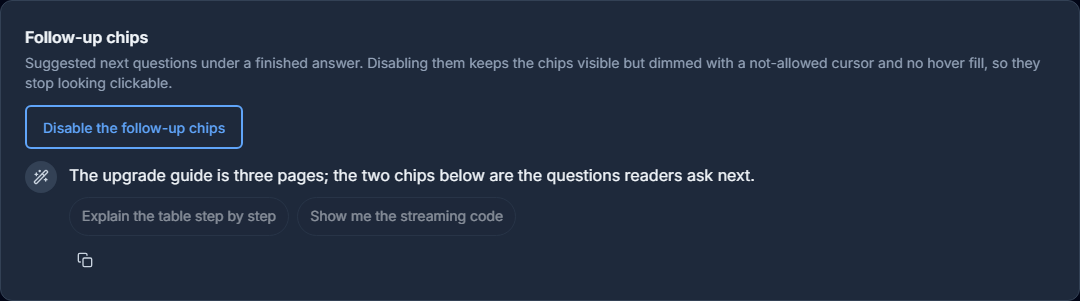 Follow-up chips
Suggested next questions under a finished answer. Disabling them keeps the chips visible but dimmed with a not-allowed cursor and no hover fill, so they
stop looking clickable.
Disable the follow-up chips
The upgrade guide is three pages; the two chips below are the questions readers ask next.
Explain the table step by step
Show me the streaming code